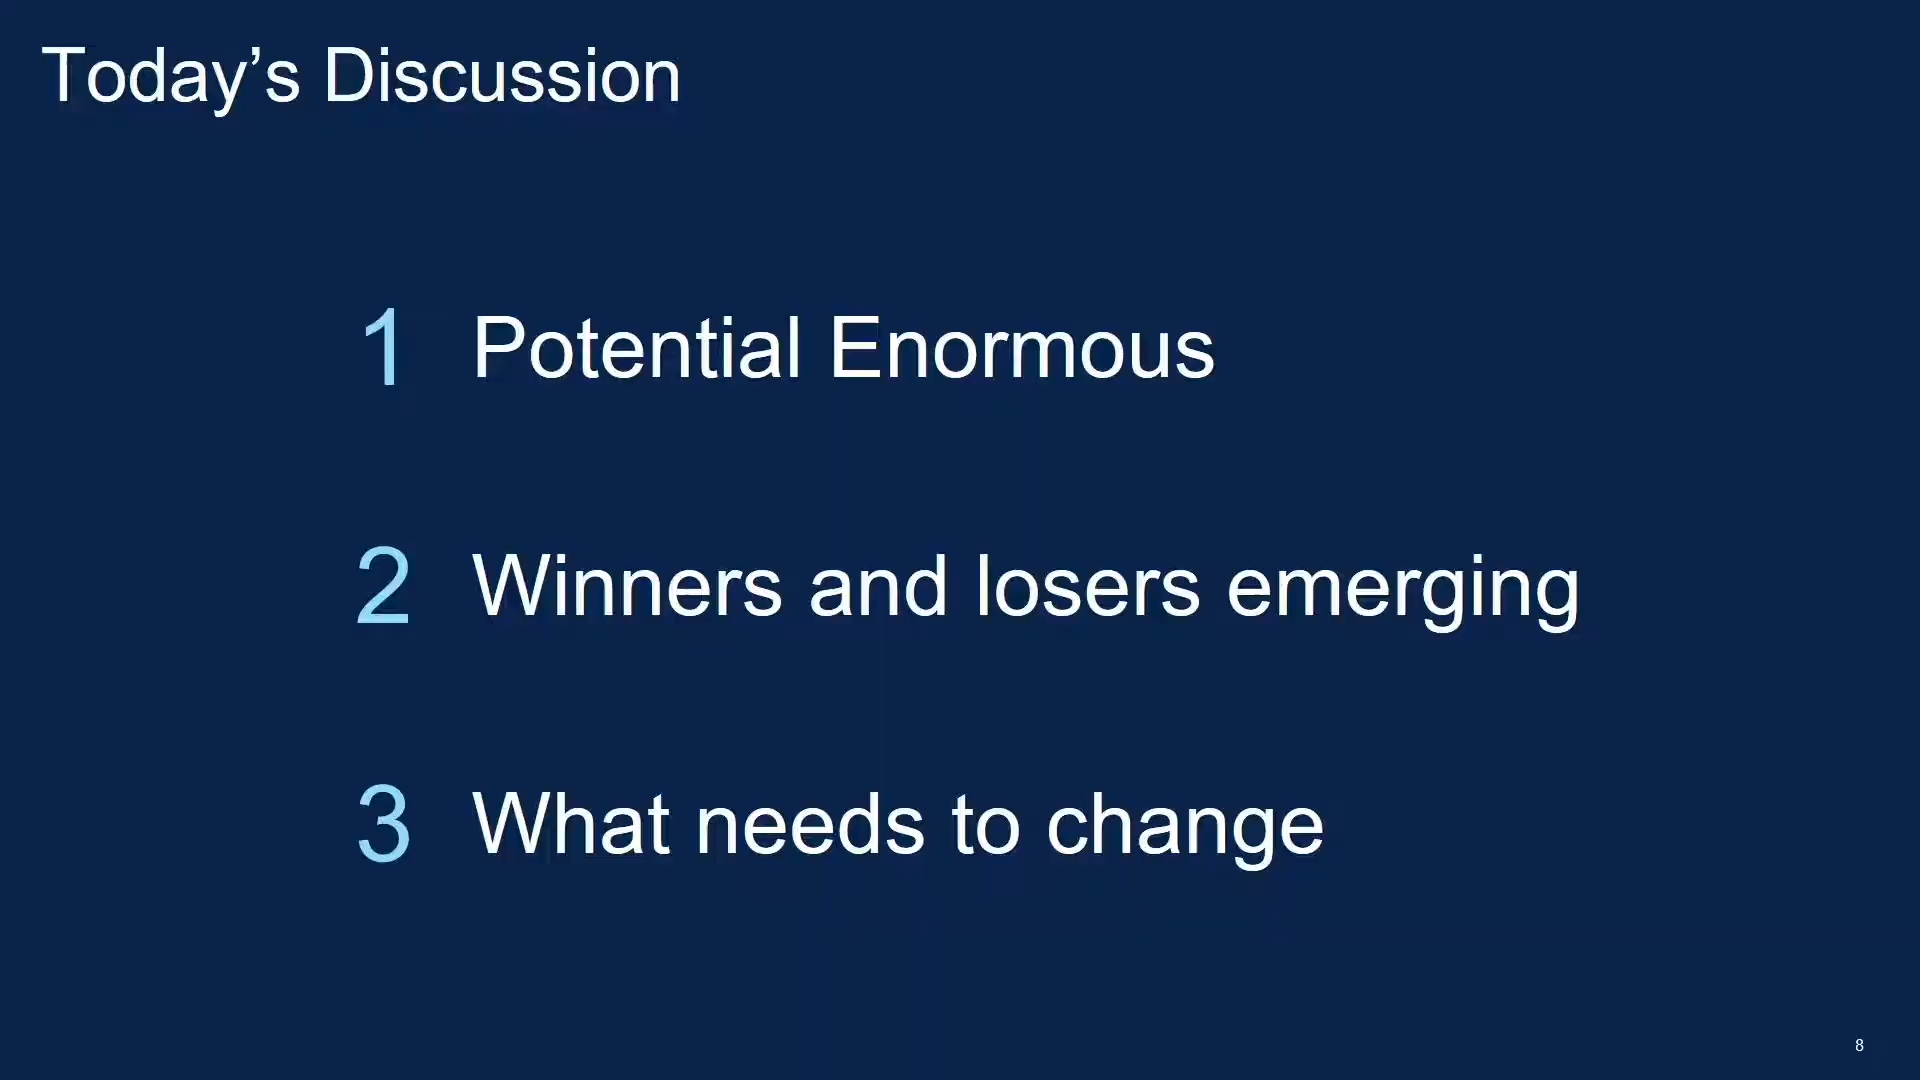 Today’s Discussion
1 Potential Enormous
2 Winners and losers emerging
3 What needs to change
8